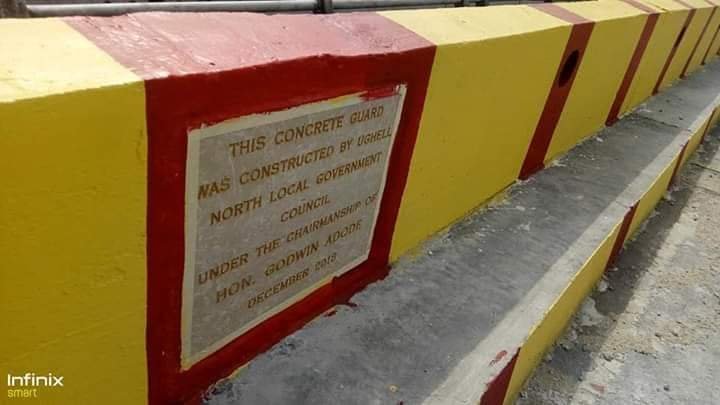 THIS CONCRETE GUARD
WAS CONSTRUCTED BY UGHELL
NORTH LOCAL GOVERNMENT
COUNCIL
UNDER THE CHAIRMANSHIP OF
HON. GODWIN ADODE
DECEMBER 2018
Infinix
smart